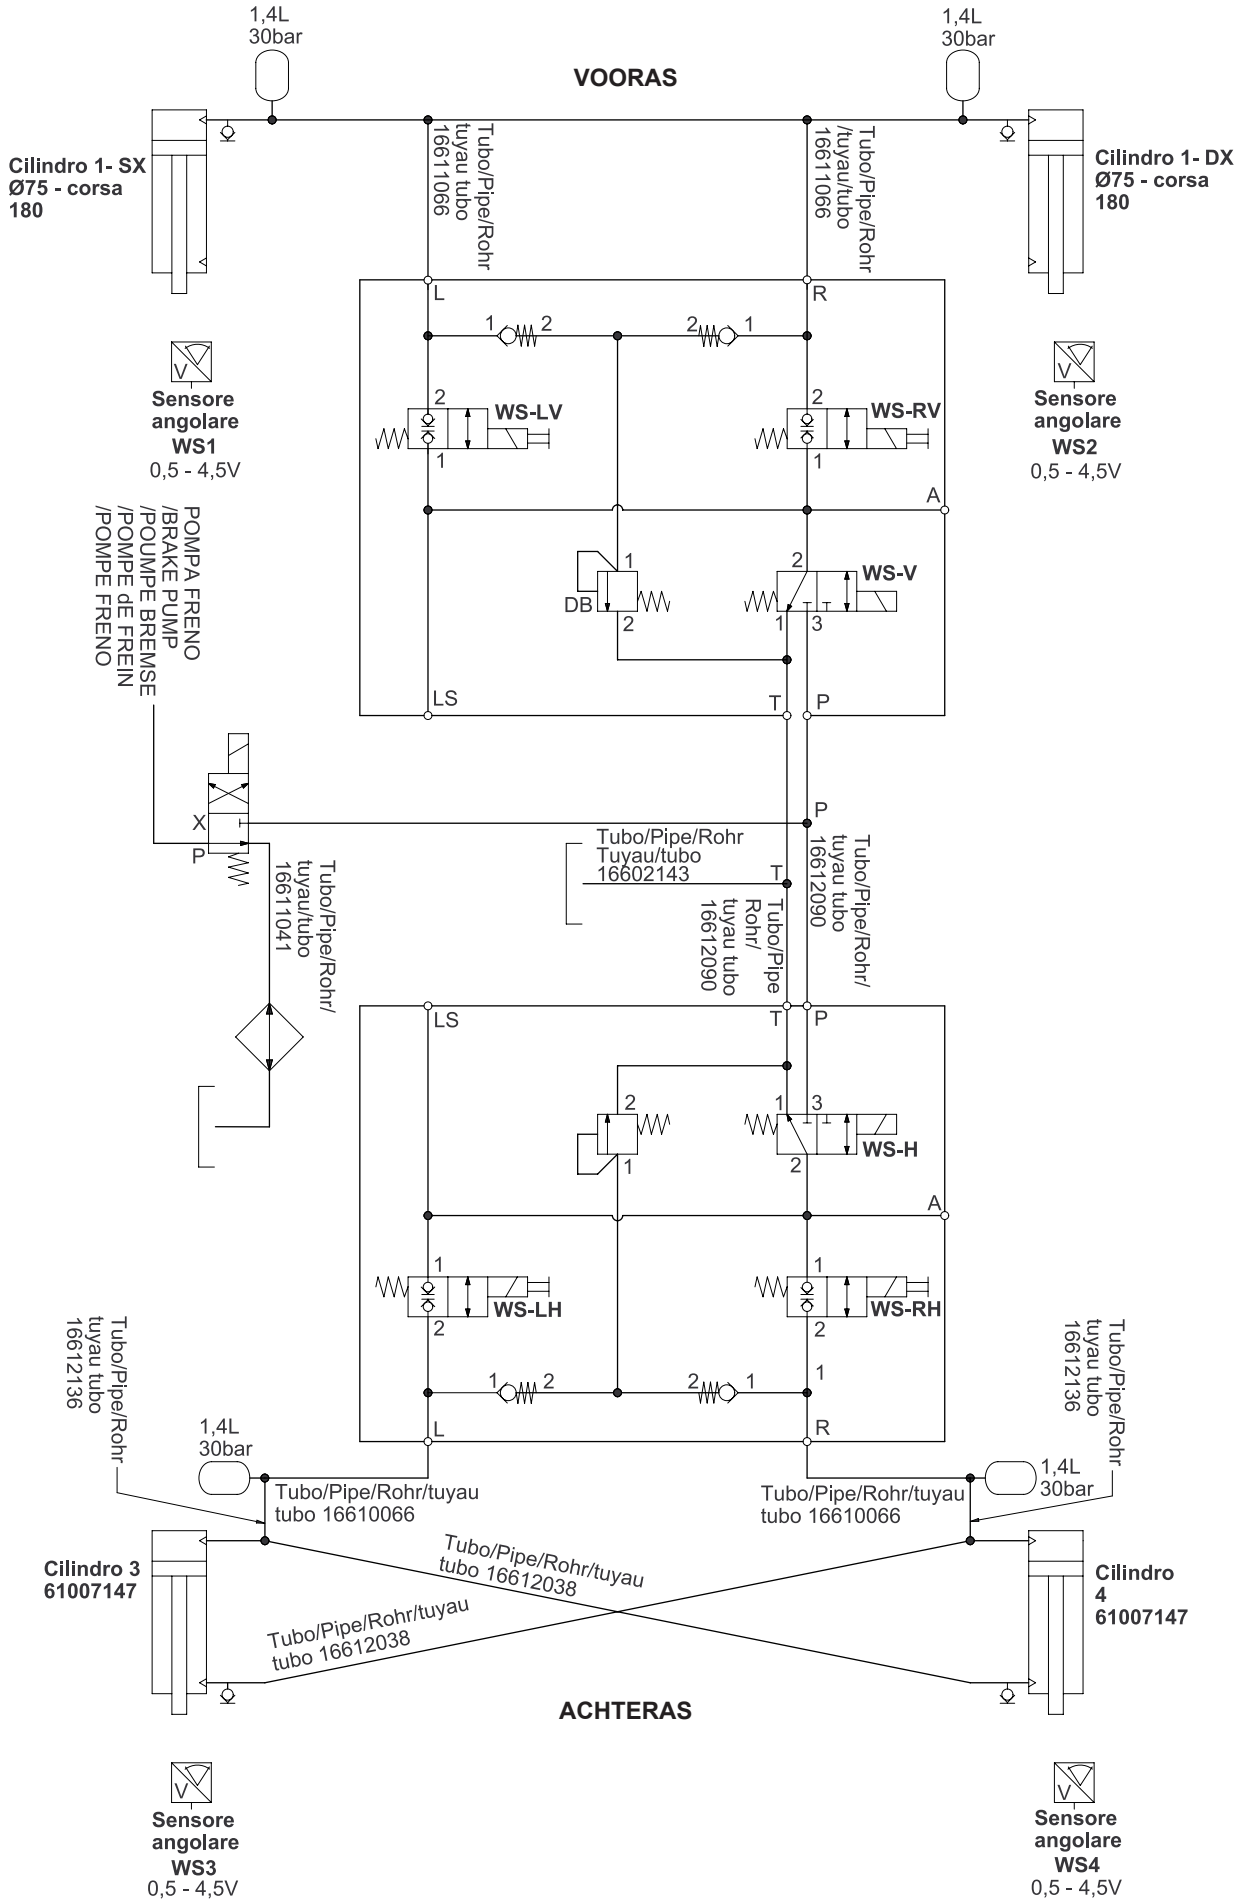 1,4L
30bar
1,4L
30bar
VOORAS
Cilindro 1- SX
Ø75 - corsa
180
Tubo/Pipe/Rohr
tuyau tubo
16611066
Tubo/Pipe/Rohr
/tuyau/tubo
16611066
Cilindro 1- DX
Ø75 - corsa
180
L
R
1
2
2
1
Sensore
angolare
WS1
0,5 - 4,5V
2
WS-LV
1
2
WS-RV
1
Sensore
angolare
WS2
0,5 - 4,5V
A
POMPA FRENO
/BRAKE PUMP
/POUMPE BREMSE
/POMPE dE FREIN
/POMPE FRENO
1
DB
2
2
WS-V
1
3
LS
T
P
X
P
P
Tubo/Pipe/Rohr/
tuyau/tubo
16611041
Tubo/Pipe/Rohr
Tuyau/tubo
16602143
T
Tubo/Pipe/Rohr/
tuyau tubo
16612090
Tubo/Pipe
Rohr/
tuyau tubo
16612090
LS
T
P
2
1
1
3
WS-H
2
A
1
WS-LH
2
1
WS-RH
2
1
2
2
1
1
L
R
Tubo/Pipe/Rohr
tuyau tubo
16612136
Tubo/Pipe/Rohr
tuyau tubo
16612136
1,4L
30bar
1,4L
30bar
Tubo/Pipe/Rohr/tuyau
tubo 16610066
Tubo/Pipe/Rohr/tuyau
tubo 16610066
Cilindro 3
61007147
Tubo/Pipe/Rohr/tuyau
tubo 16612038
Tubo/Pipe/Rohr/tuyau
tubo 16612038
Cilindro
4
61007147
ACHTERAS
V
V
V
V
Sensore
angolare
WS3
0,5 - 4,5V
Sensore
angolare
WS4
0,5 - 4,5V